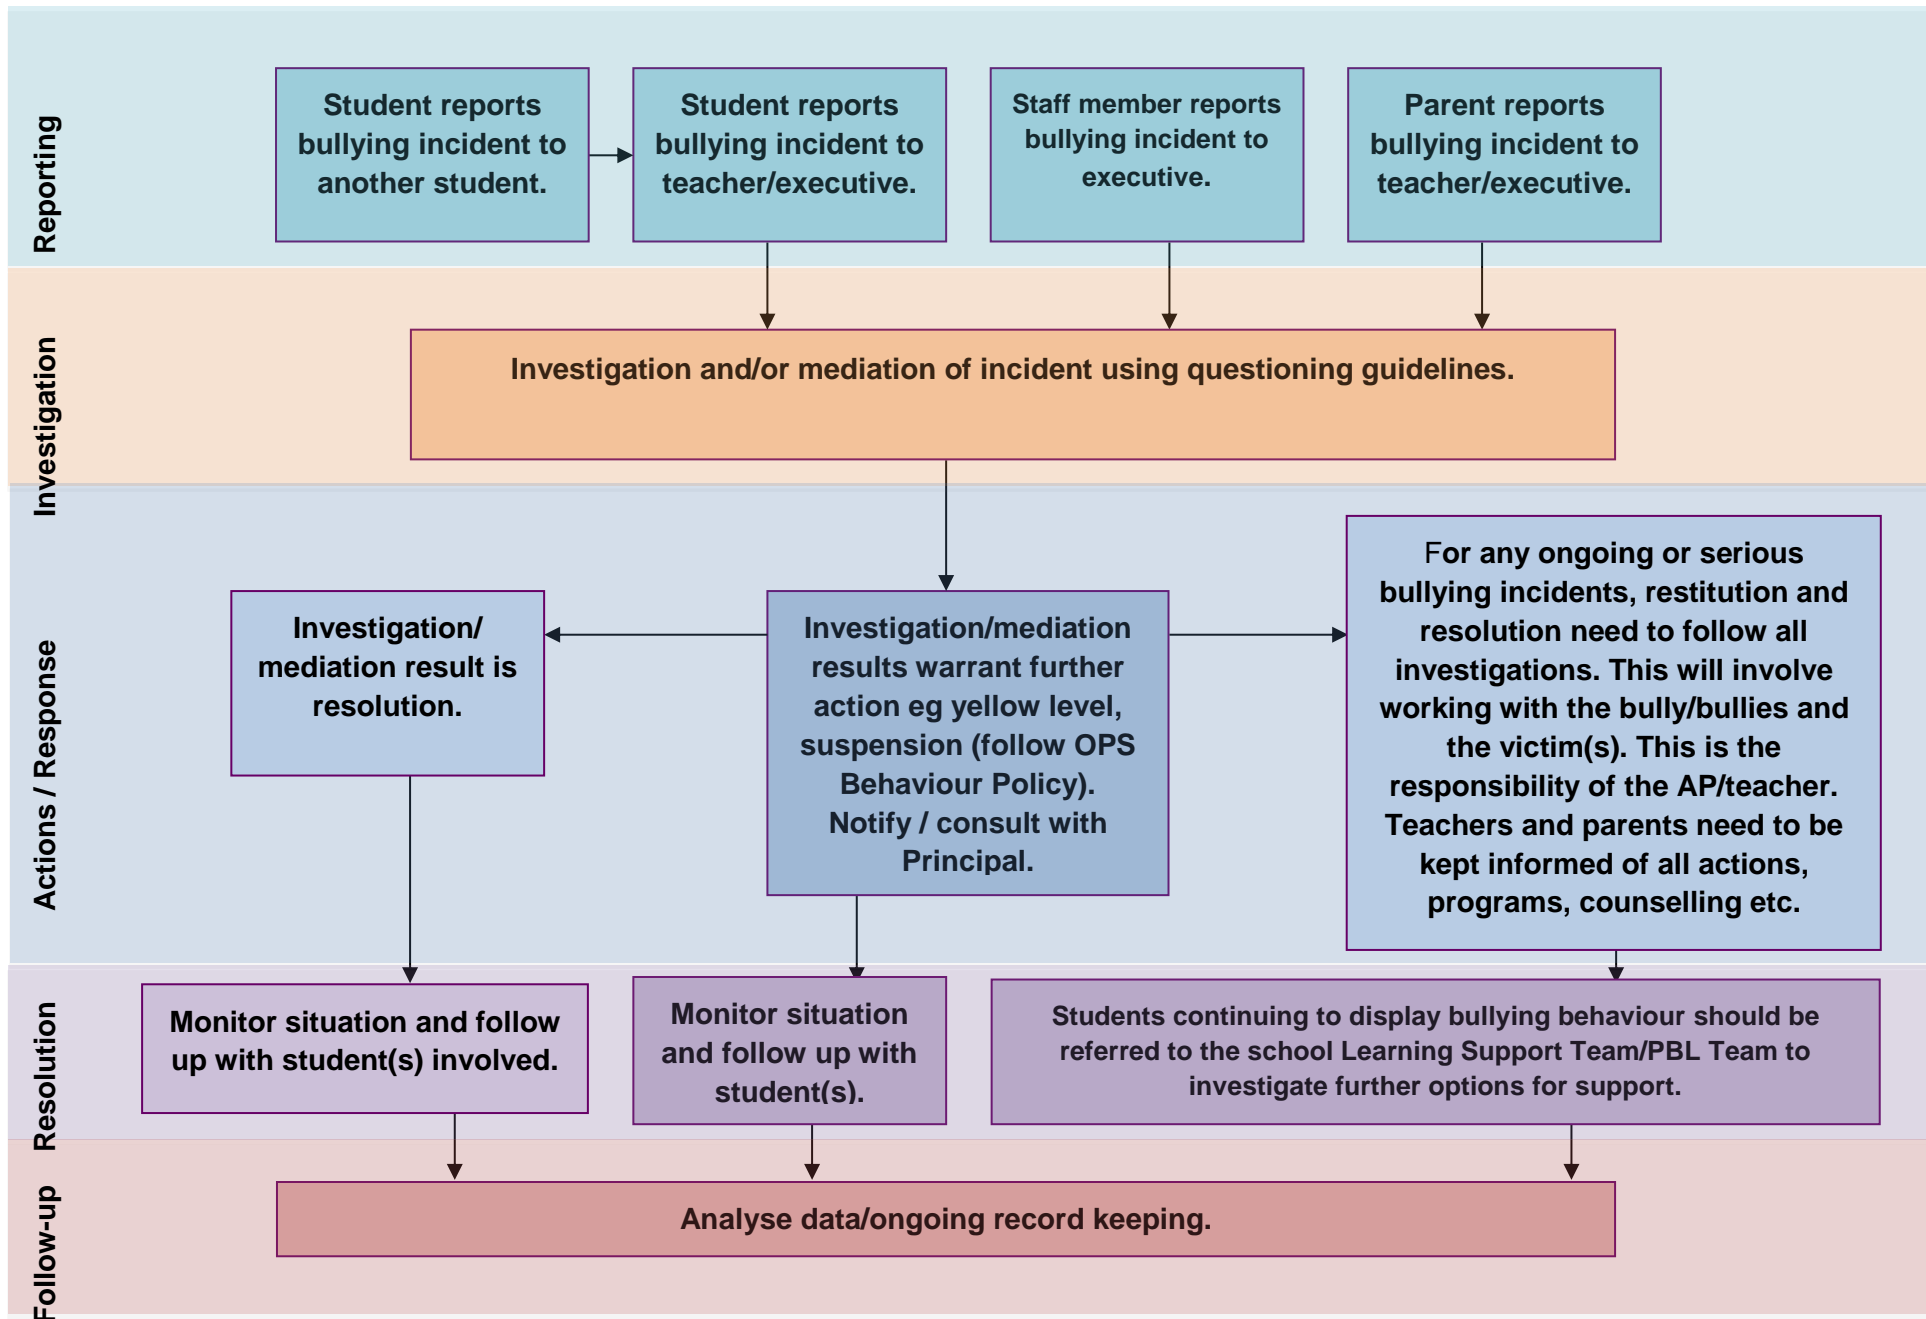 Reporting
Student reports
bullying incident to
another student.
Student reports
bullying incident to
teacher/executive.
Staff member reports
bullying incident to
executive.
Parent reports
bullying incident to
teacher/executive.
Investigation
Investigation and/or mediation of incident using questioning guidelines.
Actions / Response
Investigation/
mediation result is
resolution.
Investigation/mediation
results warrant further
action eg yellow level,
suspension (follow OPS
Behaviour Policy).
Notify / consult with
Principal.
For any ongoing or serious
bullying incidents, restitution and
resolution need to follow all
investigations. This will involve
working with the bully/bullies and
the victim(s). This is the
responsibility of the AP/teacher.
Teachers and parents need to be
kept informed of all actions,
programs, counselling etc.
Resolution
Monitor situation and follow
up with student(s) involved.
Monitor situation
and follow up with
student(s).
Students continuing to display bullying behaviour should be
referred to the school Learning Support Team/PBL Team to
investigate further options for support.
Follow-up
Analyse data/ongoing record keeping.